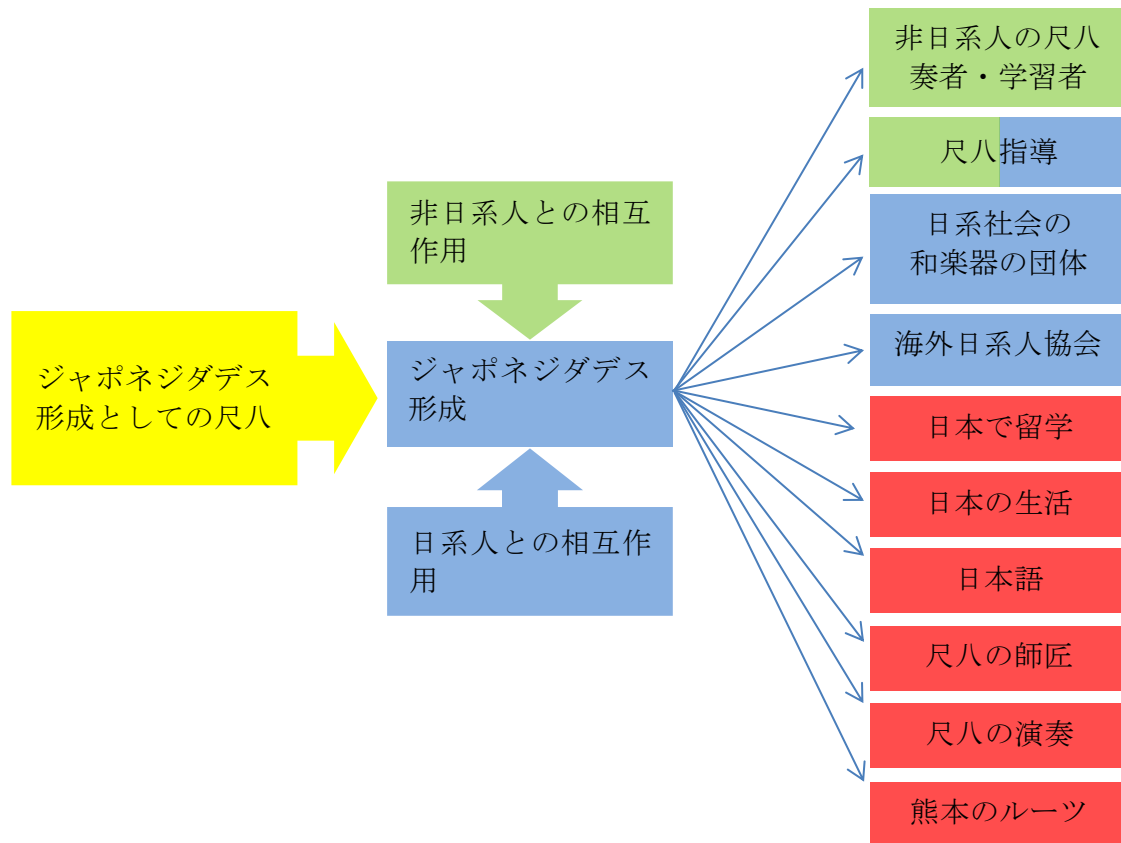 ジャポネジダデス
形成としての尺八
非日系人との相互
作用
ジャポネジダデス
形成
日系人との相互作
用
非日系人の尺八
奏者・学習者
尺八指導
日系社会の
和楽器の団体
海外日系人協会
日本で留学
日本の生活
日本語
尺八の師匠
尺八の演奏
熊本のルーツ